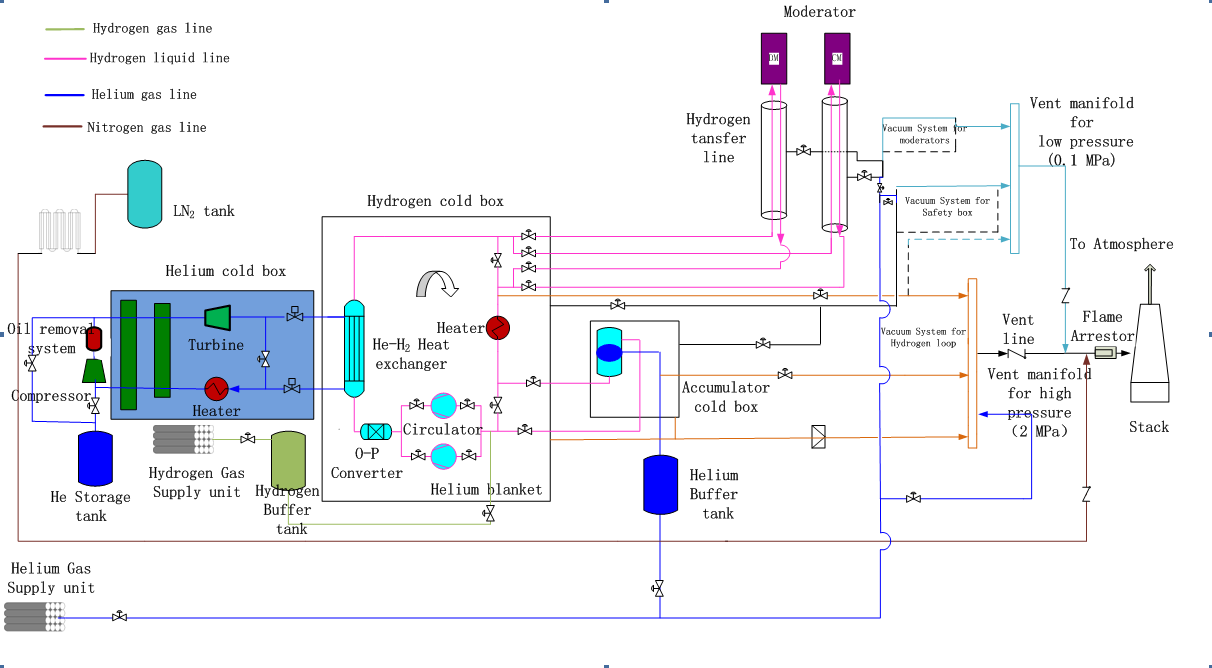 Hydrogen gas line
Hydrogen liquid line
Helium gas line
Nitrogen gas line
LN2 tank
Moderator
DM
CM
Hydrogen
tansfer
line
Vacuum System for
moderators
Vent manifold
for
low pressure
(0.1 MPa)
Vacuum System for
Safety box
To Atmosphere
Hydrogen cold box
Helium cold box
Oil removal
system
Turbine
Compressor
Heater
He-H2 Heat
exchanger
Heater
Circulator
O-P
Converter
Helium blanket
Accumulator
cold box
Vacuum System for
Hydrogen loop
Vent
line
Flame
Arrestor
Vent manifold
for high
pressure
(2 MPa)
Stack
He Storage
tank
Hydrogen Gas
Supply unit
Hydrogen
Buffer
tank
Helium
Buffer
tank
Helium Gas
Supply unit